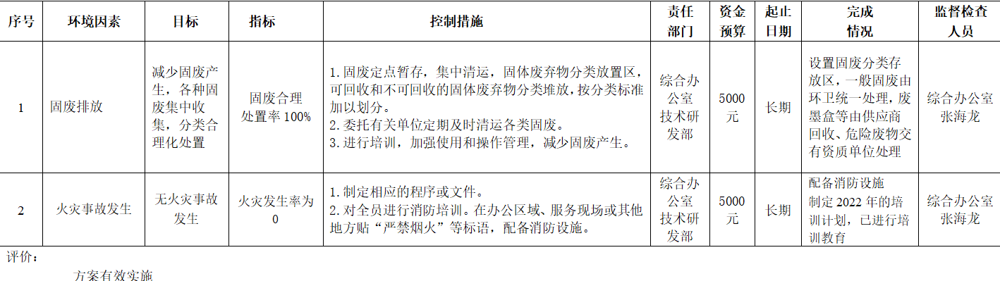 序号 环境因素 目标 指标 控制措施 责任部门 资金预算 起止日期 完成情况 监督检查人员
1
固废排放
减少固废产
生，各种固
废集中收
集，分类合
理化处置
固废合理
处置率 100%
1.固废定点暂存，集中清运，固体废弃物分类放置区，
可回收和不可回收的固体废弃物分类堆放，按分类标准
加以划分。
2.委托有关单位定期及时清运各类固废。
3.进行培训，加强使用和操作管理，减少固废产生。
综合办
公室
技术研
发部
5000
元
长期
设置固废分类存
放区，一般固废由
环卫统一处理，废
墨盒等由供应商
回收、危险废物交
有资质单位处理
综合办公室
张海龙
2
火灾事故发生
无火灾事故
发生
火灾发生率为
0
1.制定相应的程序或文件。
2.对全员进行消防培训。在办公区域、服务现场或其他
地方贴“严禁烟火”等标语，配备消防设施。
综合办
公室
技术研
发部
5000
元
长期
配备消防设施
制定 2022 年的培
训计划，已进行培
训教育
综合办公室
张海龙
评价：
方案有效实施